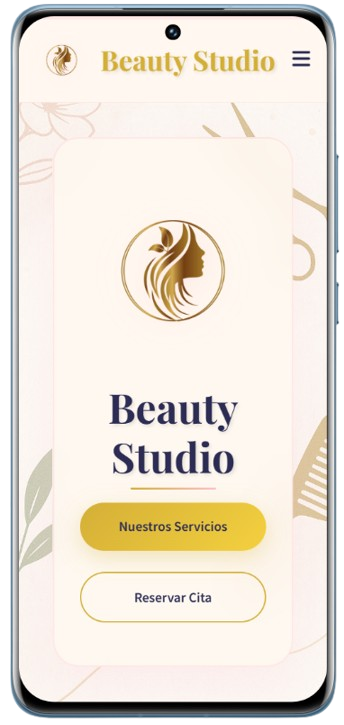 Beauty Studio
Beauty
Studio
Nuestros Servicios
Reservar Cita